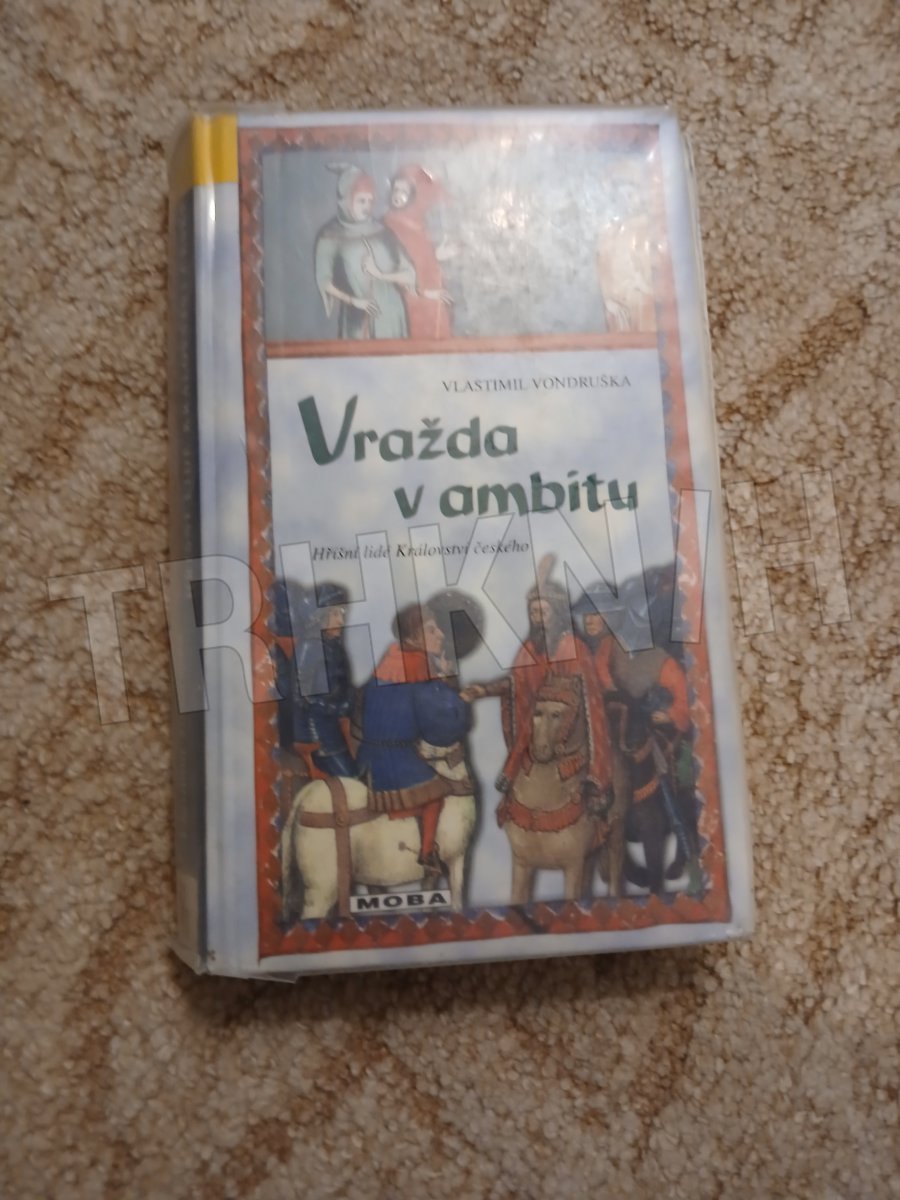 VLASTIMIL VONDRUŠKA
Vražda
v ambitu
Hříšní lidé Království českého
TRHKNIH
MOBA